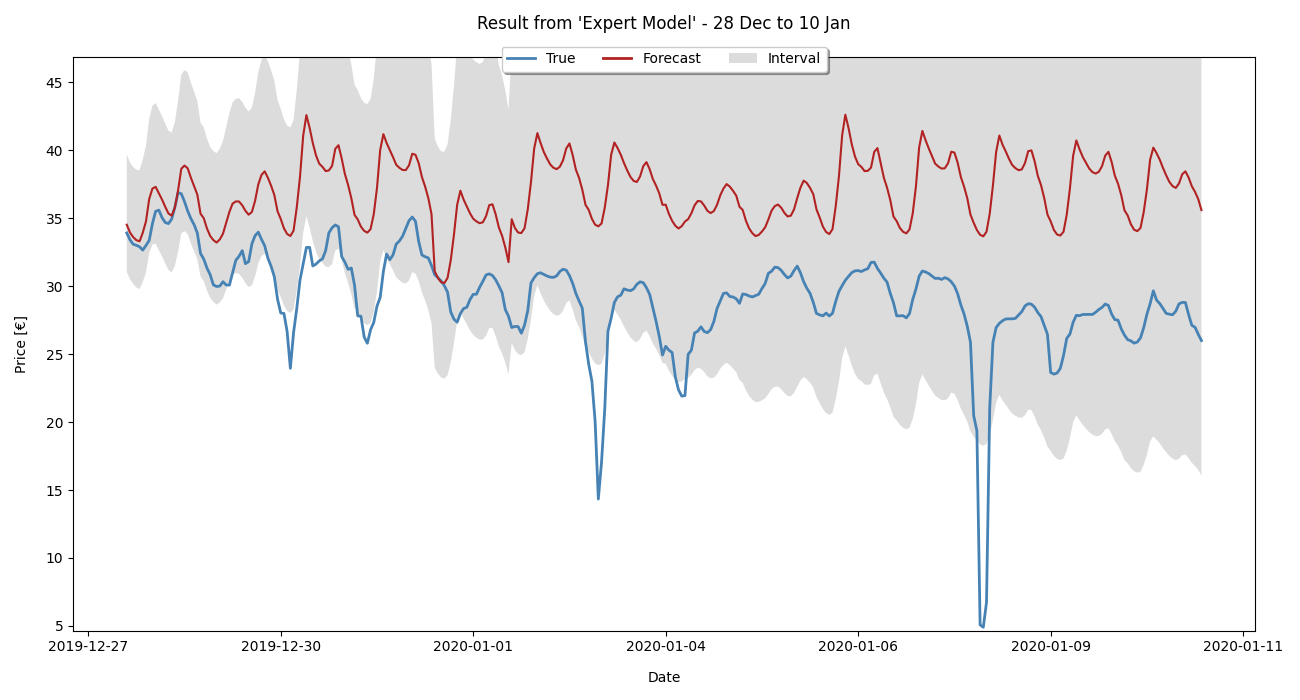 Result from 'Expert Model' - 28 Dec to 10 Jan
True Forecast Interval
Price [€]
45
40
35
30
25
20
15
10
5
2019-12-27 2019-12-30 2020-01-01 2020-01-04 2020-01-06 2020-01-09 2020-01-11
Date